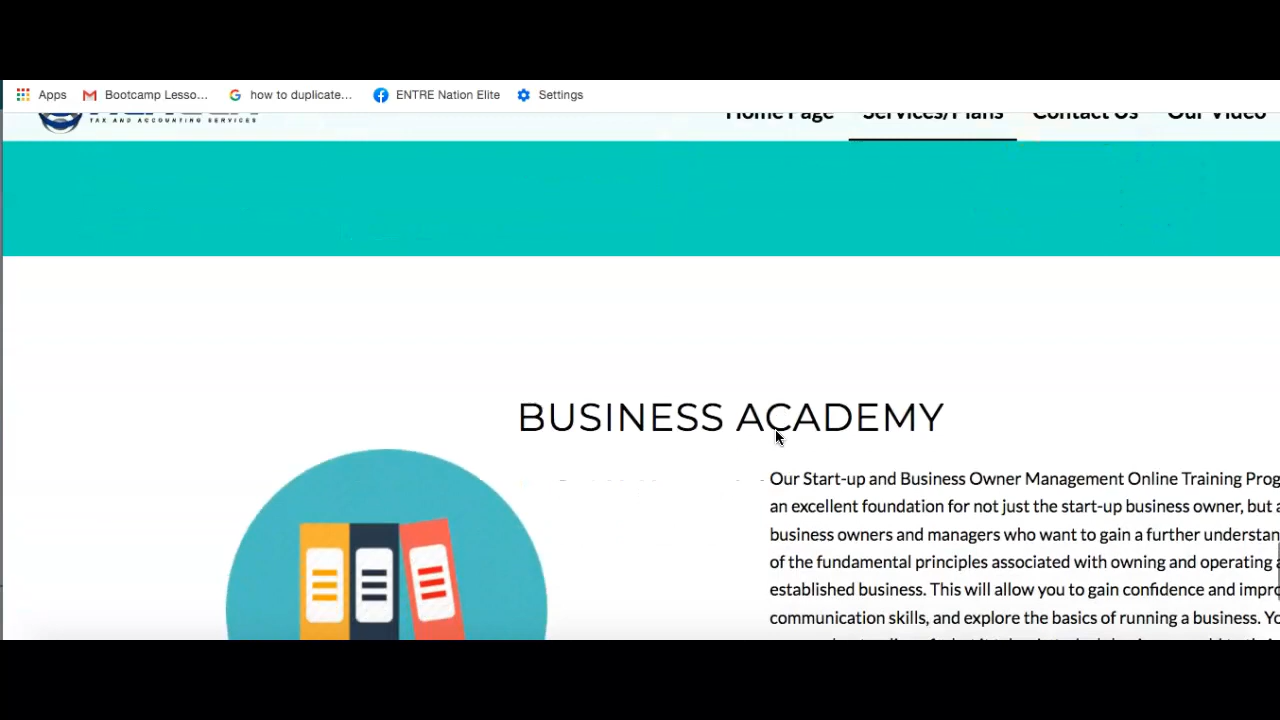 Apps Bootcamp Lesso... how to duplicate... ENTRE Nation Elite Settings
TAX AND ACCOUNTING SERVICES
Home Page Services/Plans Contact Us Our Video
BUSINESS ACADEMY
Our Start-up and Business Owner Management Online Training Prog
an excellent foundation for not just the start-up business owner, but a
business owners and managers who want to gain a further understan
of the fundamental principles associated with owning and operating a
established business. This will allow you to gain confidence and impro
communication skills, and explore the basics of running a business. Yo